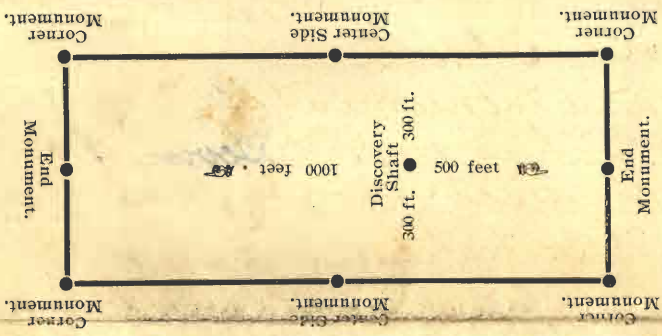 Corner
Monument.
Center Side
Monument.
Corner
Monument.
End
Monument.
1000 feet
Discovery
Shaft
300 ft.
300 ft.
500 feet
End
Monument.
Corner
Monument.
Center Side
Monument.
Corner
Monument.